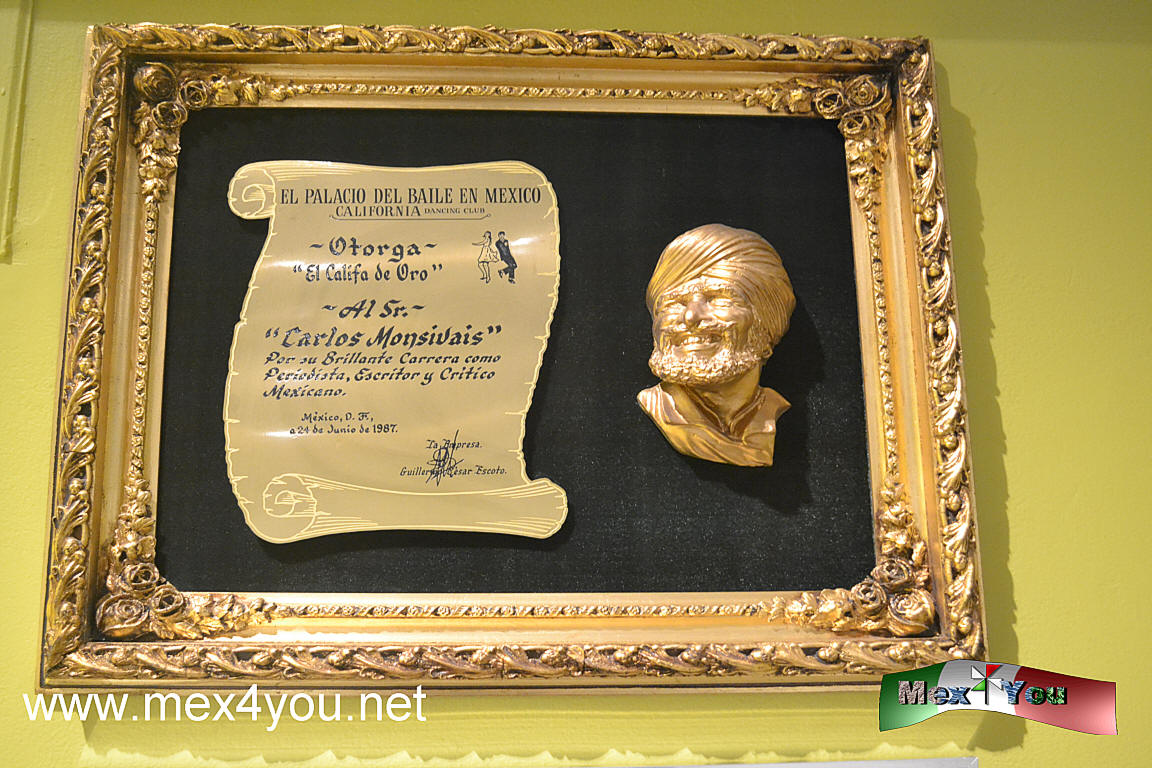 EL PALACIO DEL BAILE EN MEXICO
CALIFORNIA DANCING CLUB
~Otorga~
"El Califa de Oro"
~Al Sr.~
"Carlos Monsivais"
Por su Brillante Carrera como
Periodista, Escritor y Critico
Mexicano.
México, D. F.,
a 24 de Junio de 1987.
La Empresa.
César Escoto.
www.mex4you.net
Mex4You